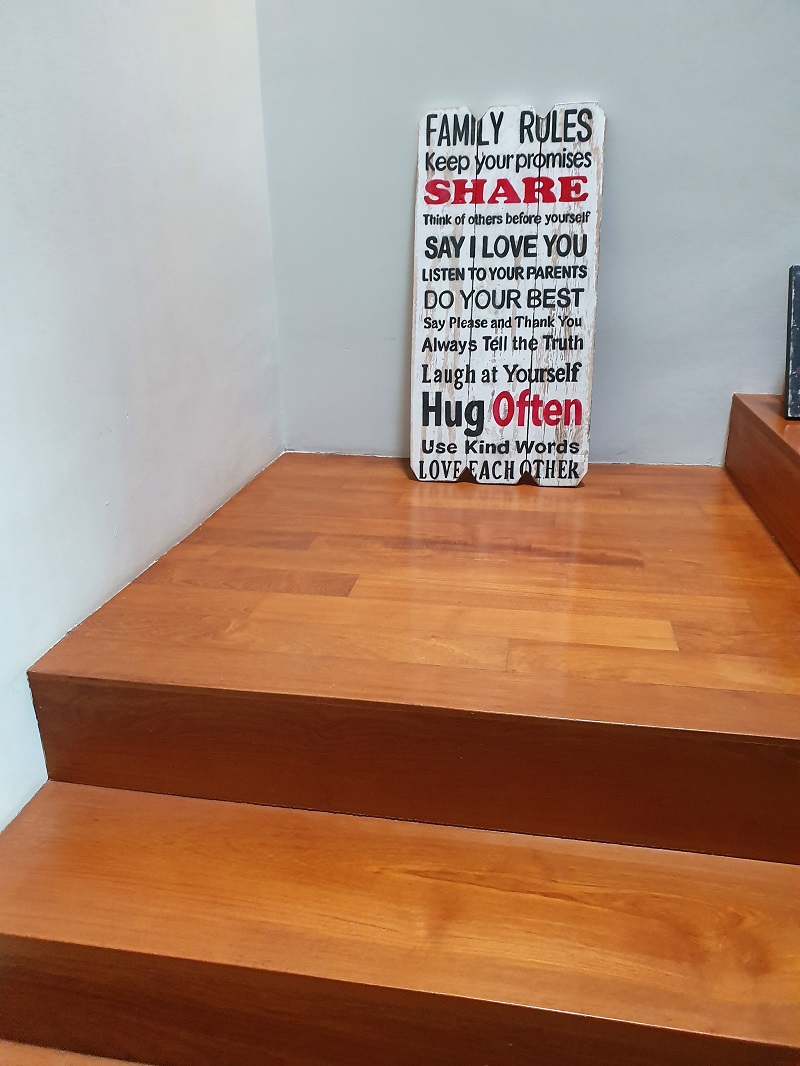 FAMILY RULES
Keep your promises
SHARE
Think of others before yourself
SAY I LOVE YOU
LISTEN TO YOUR PARENTS
DO YOUR BEST
Say Please and Thank You
Always Tell the Truth
Laugh at Yourself
Hug Often
Use Kind Words
LOVE EACH OTHER